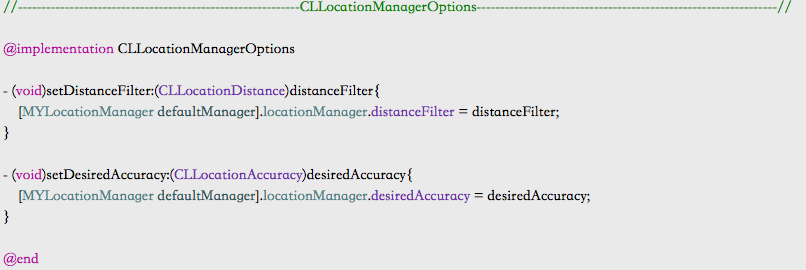 //------------------------------------------------------------CLLocationManagerOptions----------------------------------------------------------------//
@implementation CLLocationManagerOptions
- (void)setDistanceFilter:(CLLocationDistance)distanceFilter{
[MYLocationManager defaultManager].locationManager.distanceFilter = distanceFilter;
}
- (void)setDesiredAccuracy:(CLLocationAccuracy)desiredAccuracy{
[MYLocationManager defaultManager].locationManager.desiredAccuracy = desiredAccuracy;
}
@end